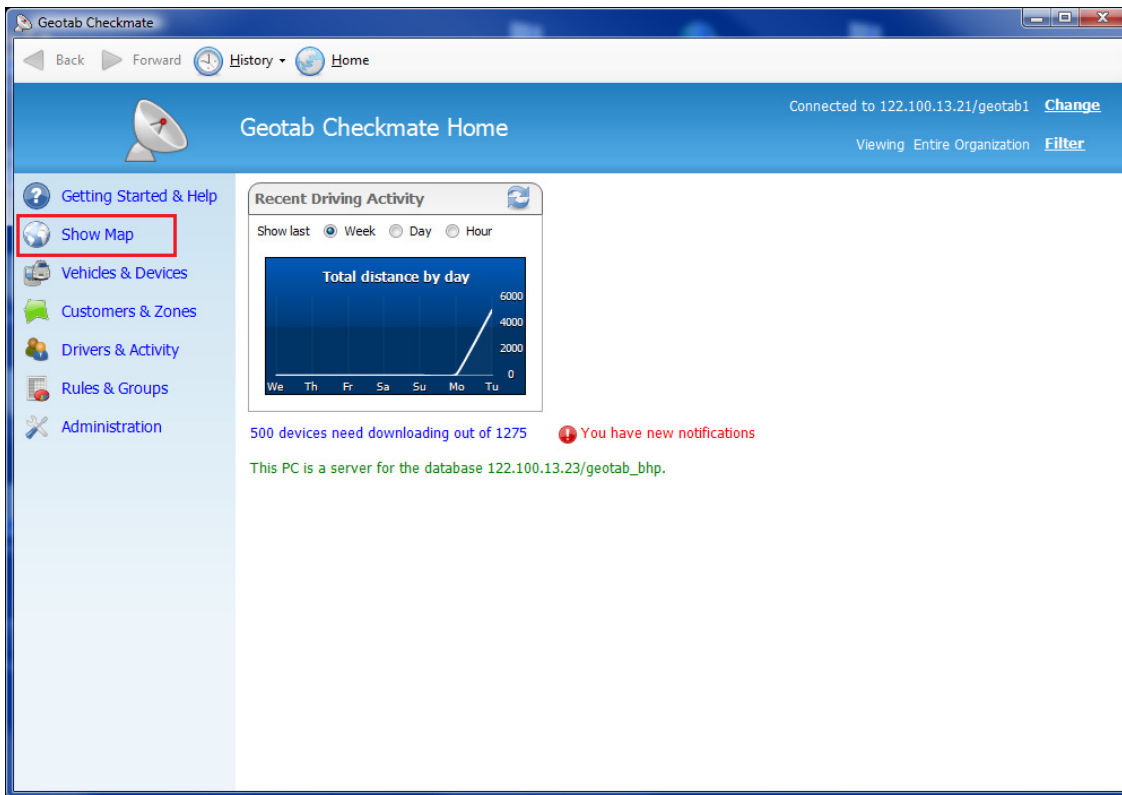 Geotab Checkmate
Back Forward History Home
Geotab Checkmate Home
Connected to 122.100.13.21/geotab1 Change
Viewing Entire Organization Filter
Getting Started & Help
Show Map
Vehicles & Devices
Customers & Zones
Drivers & Activity
Rules & Groups
Administration
Recent Driving Activity
Show last Week Day Hour
Total distance by day
6000
4000
2000
0
We Th Fr Sa Su Mo Tu
500 devices need downloading out of 1275 You have new notifications
This PC is a server for the database 122.100.13.23/geotab_bhp.